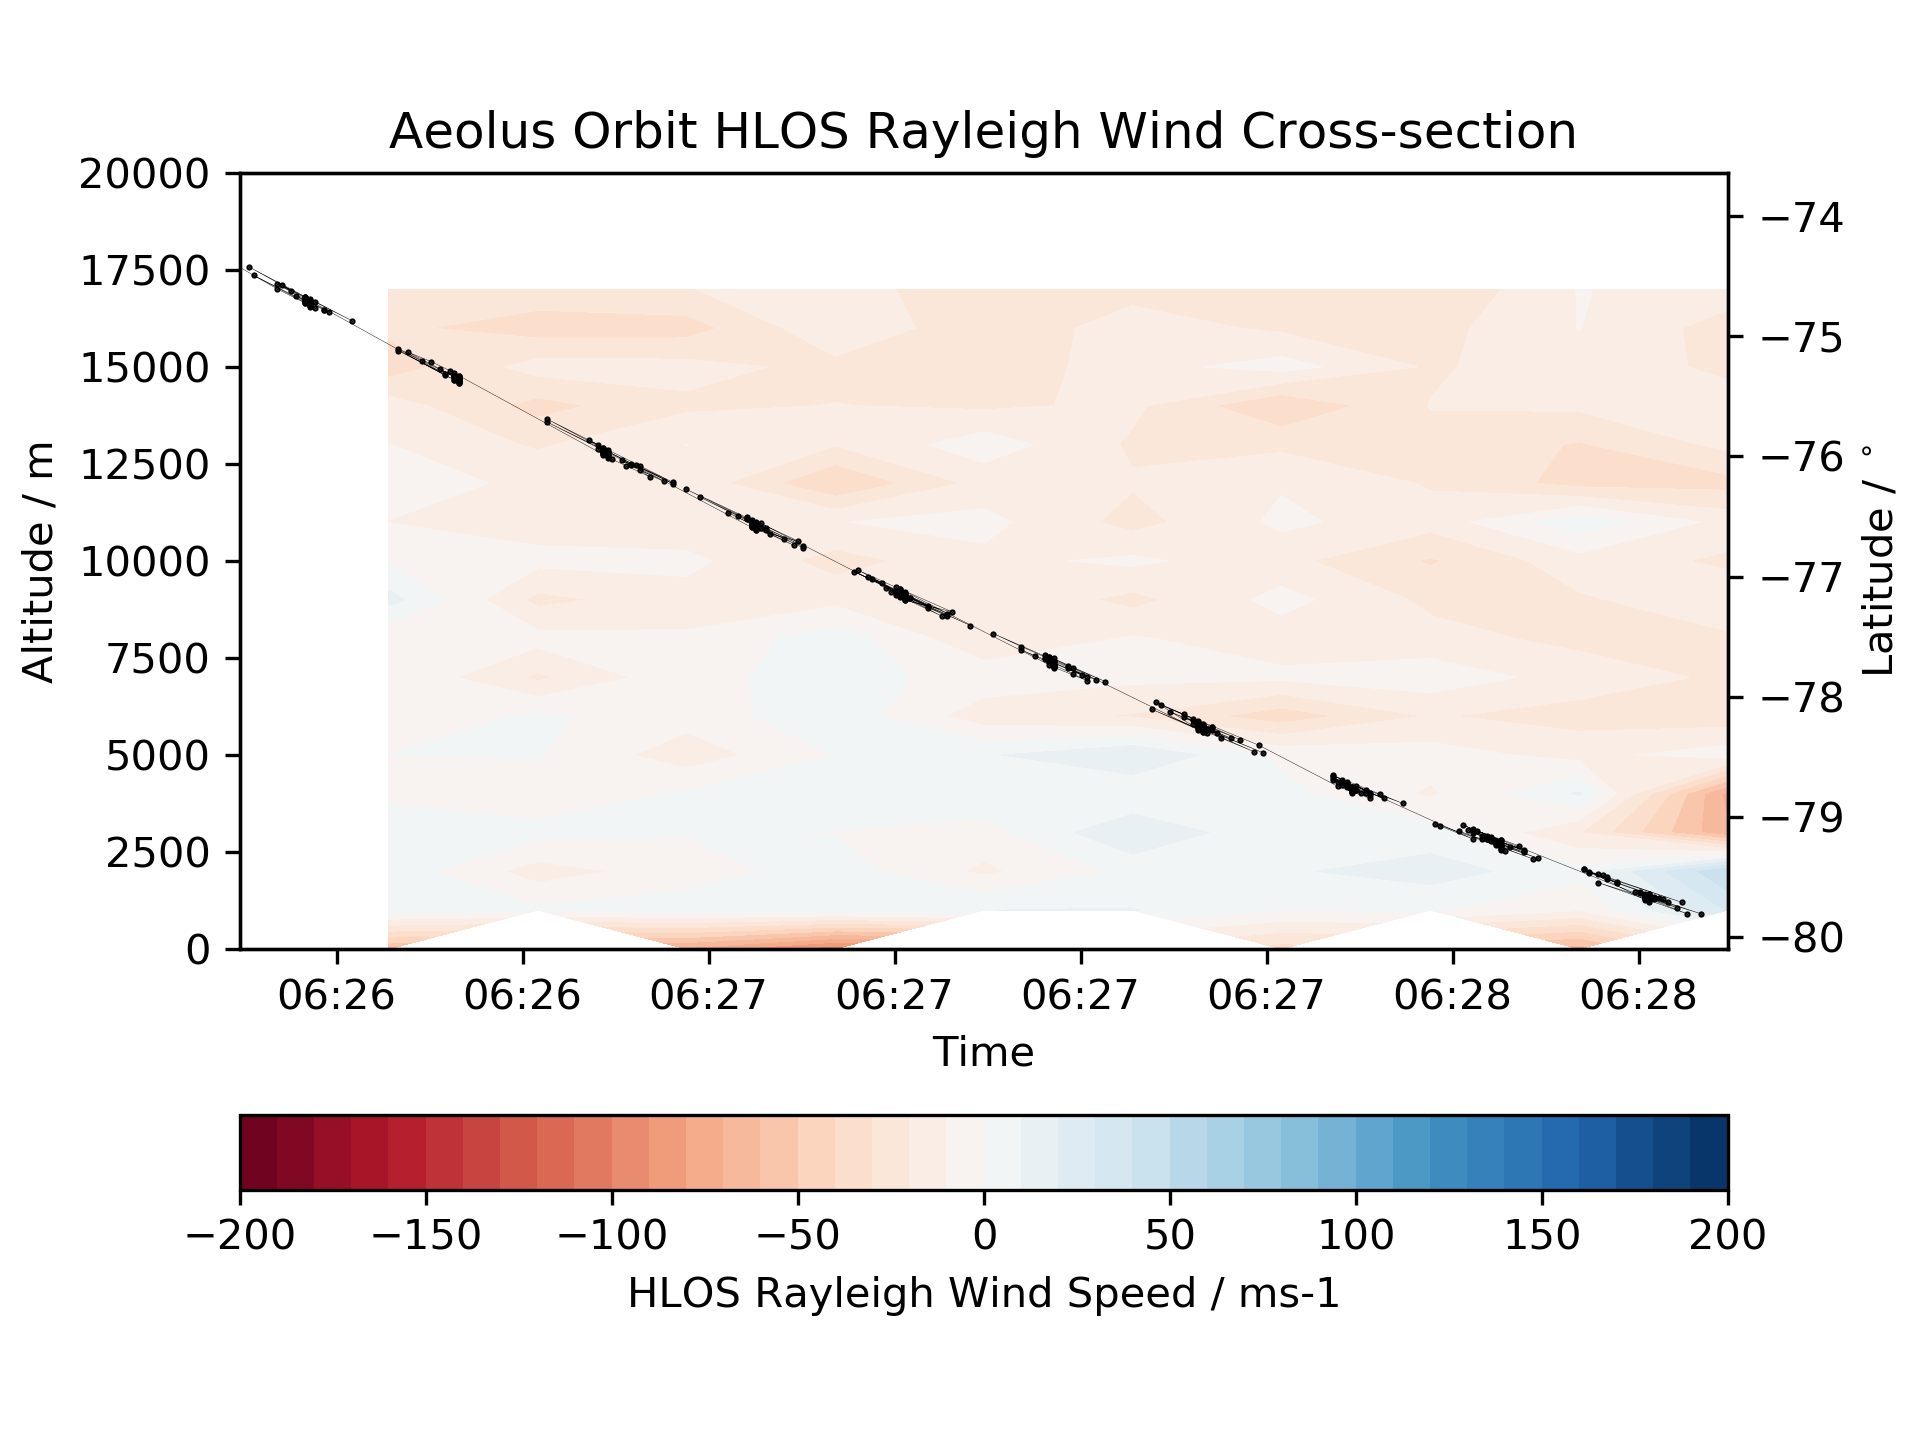 Aeolus Orbit HLOS Rayleigh Wind Cross-section
20000
17500
15000
12500
10000
7500
5000
2500
0
Altitude / m
−74
−75
−76
−77
−78
−79
−80
Latitude / °
06:26 06:26 06:27 06:27 06:27 06:27 06:28 06:28
Time
−200 −150 −100 −50 0 50 100 150 200
HLOS Rayleigh Wind Speed / ms-1